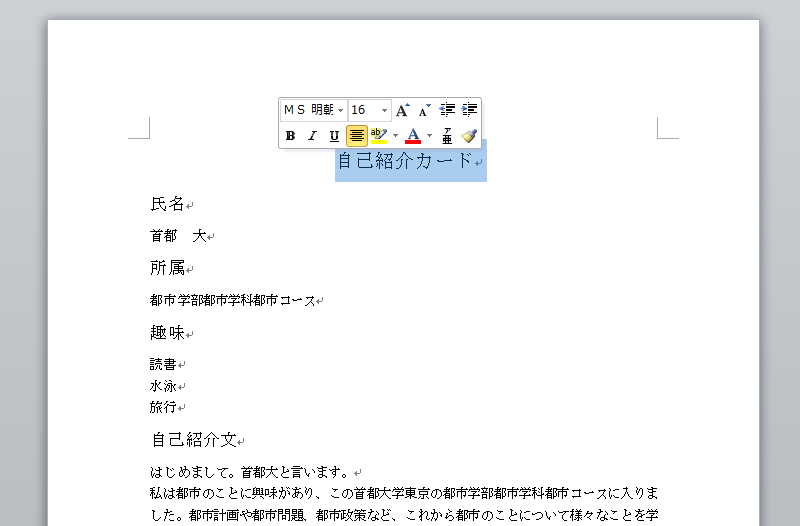 ＭＳ 明朝 16 A A
B I U ab A ア亜
自己紹介カード
氏名
首都　大
所属
都市学部都市学科都市コース
趣味
読書
水泳
旅行
自己紹介文
はじめまして。首都大と言います。
私は都市のことに興味があり、この首都大学東京の都市学部都市学科都市コースに入りま
した。都市計画や都市問題、都市政策など、これから都市のことについて様々なことを学